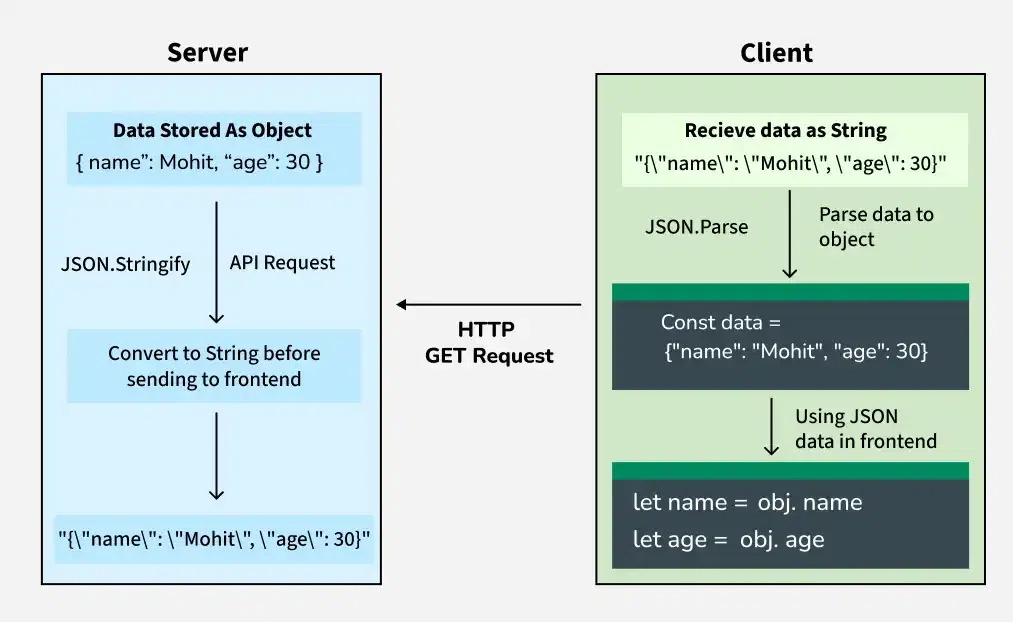 Server
Data Stored As Object
{ name”: Mohit, “age”: 30 }
JSON.Stringify
API Request
Convert to String before
sending to frontend
"{\"name\": \"Mohit\", \"age\": 30}"
HTTP
GET Request
Client
Recieve data as String
"{\"name\": \"Mohit\", \"age\": 30}"
JSON.Parse
Parse data to
object
Const data =
{"name": "Mohit", "age": 30}
Using JSON
data in frontend
let name = obj. name
let age = obj. age